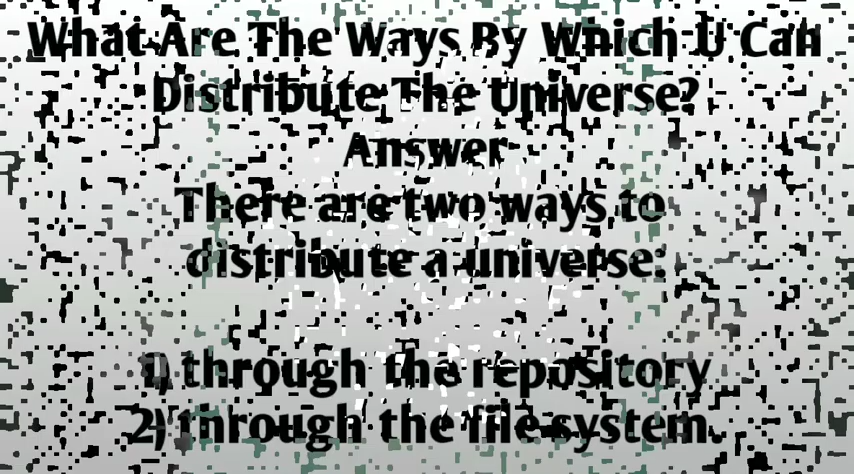 What Are The Ways By Which U Can
Distribute The Universe?
Answer
There are two ways to
distribute a universe:
1) through the repository
2) through the file system.